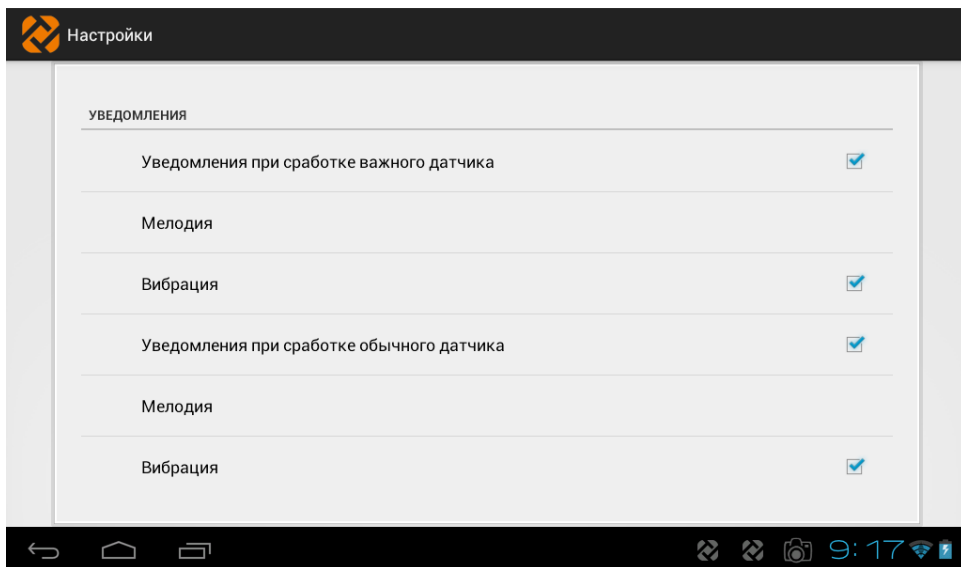 Настройки
УВЕДОМЛЕНИЯ
Уведомления при сработке важного датчика
Мелодия
Вибрация
Уведомления при сработке обычного датчика
Мелодия
Вибрация
9:17